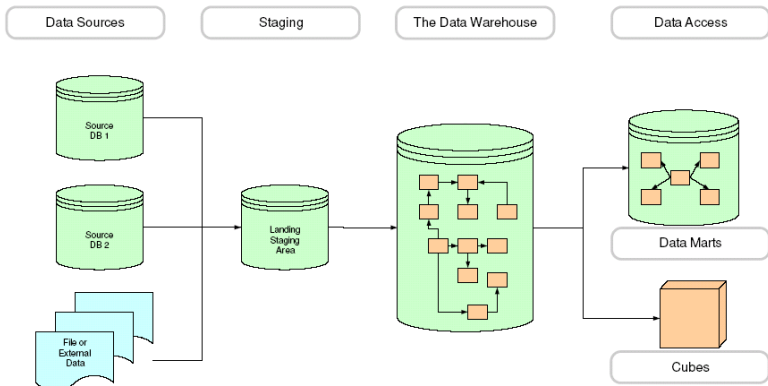 Data Sources
Staging
The Data Warehouse
Data Access
Source
DB 1
Source
DB 2
File or
External
Data
Landing
Staging
Area
Data Marts
Cubes